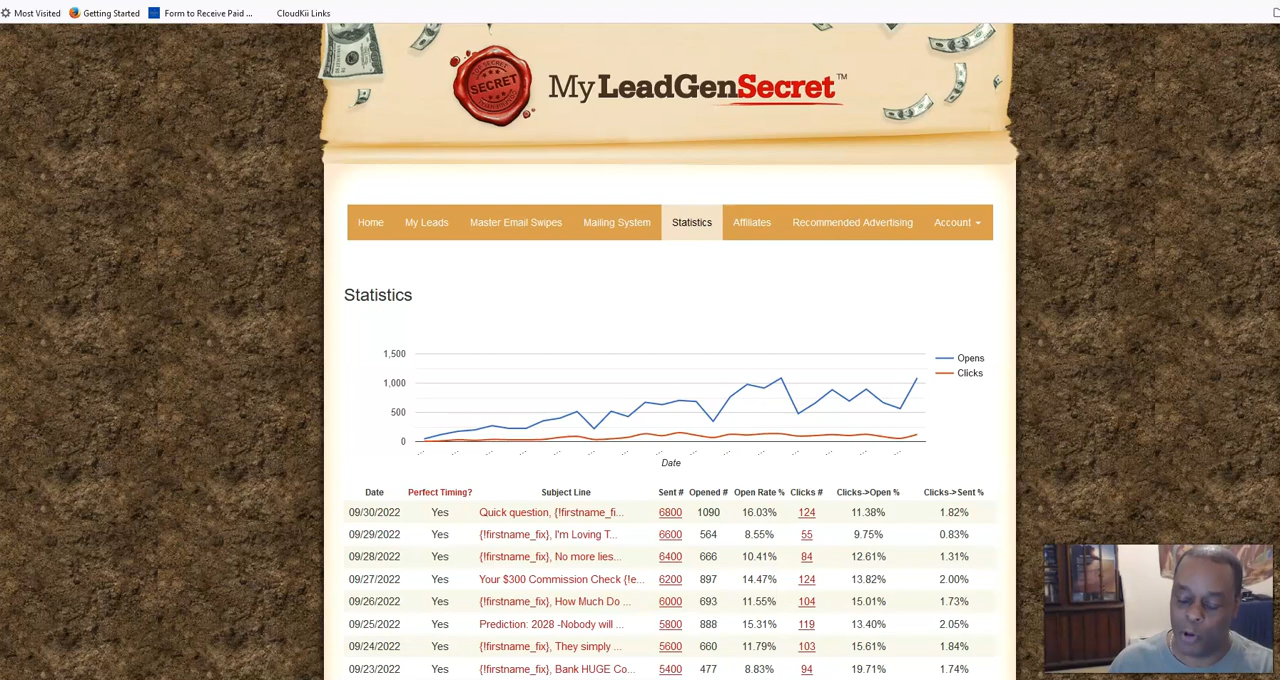 Most Visited Getting Started Form to Receive Paid ... CloudKii Links
SECRET
My LeadGenSecret™
Home My Leads Master Email Swipes Mailing System Statistics Affiliates Recommended Advertising Account
Statistics
1,500
1,000
500
0
Opens
Clicks
Date
Date Perfect Timing? Subject Line Sent # Opened # Open Rate % Clicks # Clicks->Open % Clicks->Sent %
09/30/2022 Yes Quick question, {!firstname_fi... 6800 1090 16.03% 124 11.38% 1.82%
09/29/2022 Yes {!firstname_fix}, I'm Loving T... 6600 564 8.55% 55 9.75% 0.83%
09/28/2022 Yes {!firstname_fix}, No more lies... 6400 666 10.41% 84 12.61% 1.31%
09/27/2022 Yes Your $300 Commission Check {!e... 6200 897 14.47% 124 13.82% 2.00%
09/26/2022 Yes {!firstname_fix}, How Much Do ... 6000 693 11.55% 104 15.01% 1.73%
09/25/2022 Yes Prediction: 2028 -Nobody will ... 5800 888 15.31% 119 13.40% 2.05%
09/24/2022 Yes {!firstname_fix}, They simply ... 5600 660 11.79% 103 15.61% 1.84%
09/23/2022 Yes {!firstname_fix}, Bank HUGE Co... 5400 477 8.83% 94 19.71% 1.74%